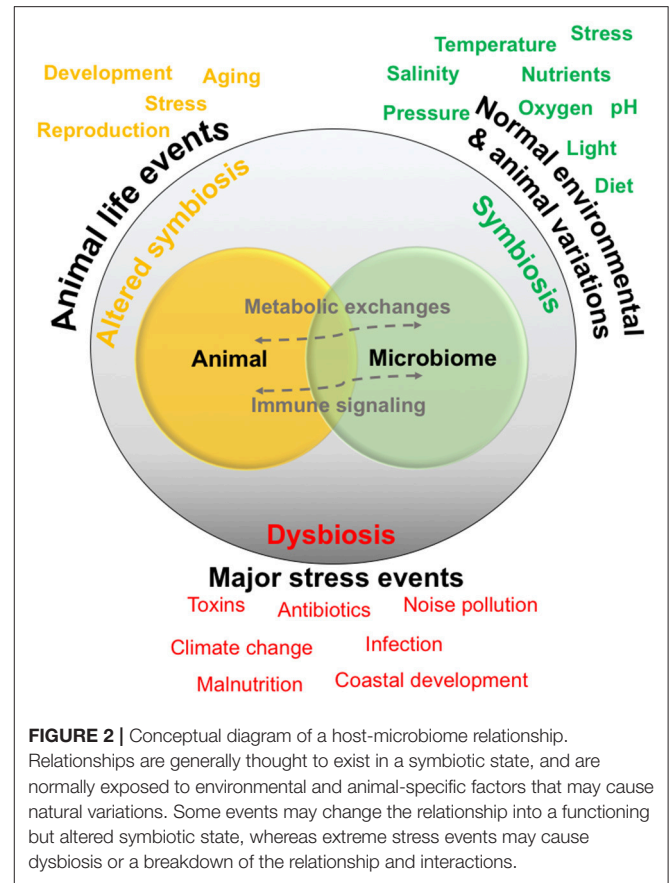 Development
Aging
Stress
Reproduction
Animal life events
Altered symbiosis
Temperature
Stress
Salinity
Nutrients
Pressure
Oxygen
pH
Light
Diet
Normal environmental
& animal variations
Symbiosis
Metabolic exchanges
Animal
Microbiome
Immune signaling
Dysbiosis
Major stress events
Toxins
Antibiotics
Noise pollution
Climate change
Infection
Malnutrition
Coastal development
FIGURE 2 | Conceptual diagram of a host-microbiome relationship.
Relationships are generally thought to exist in a symbiotic state, and are
normally exposed to environmental and animal-specific factors that may cause
natural variations. Some events may change the relationship into a functioning
but altered symbiotic state, whereas extreme stress events may cause
dysbiosis or a breakdown of the relationship and interactions.